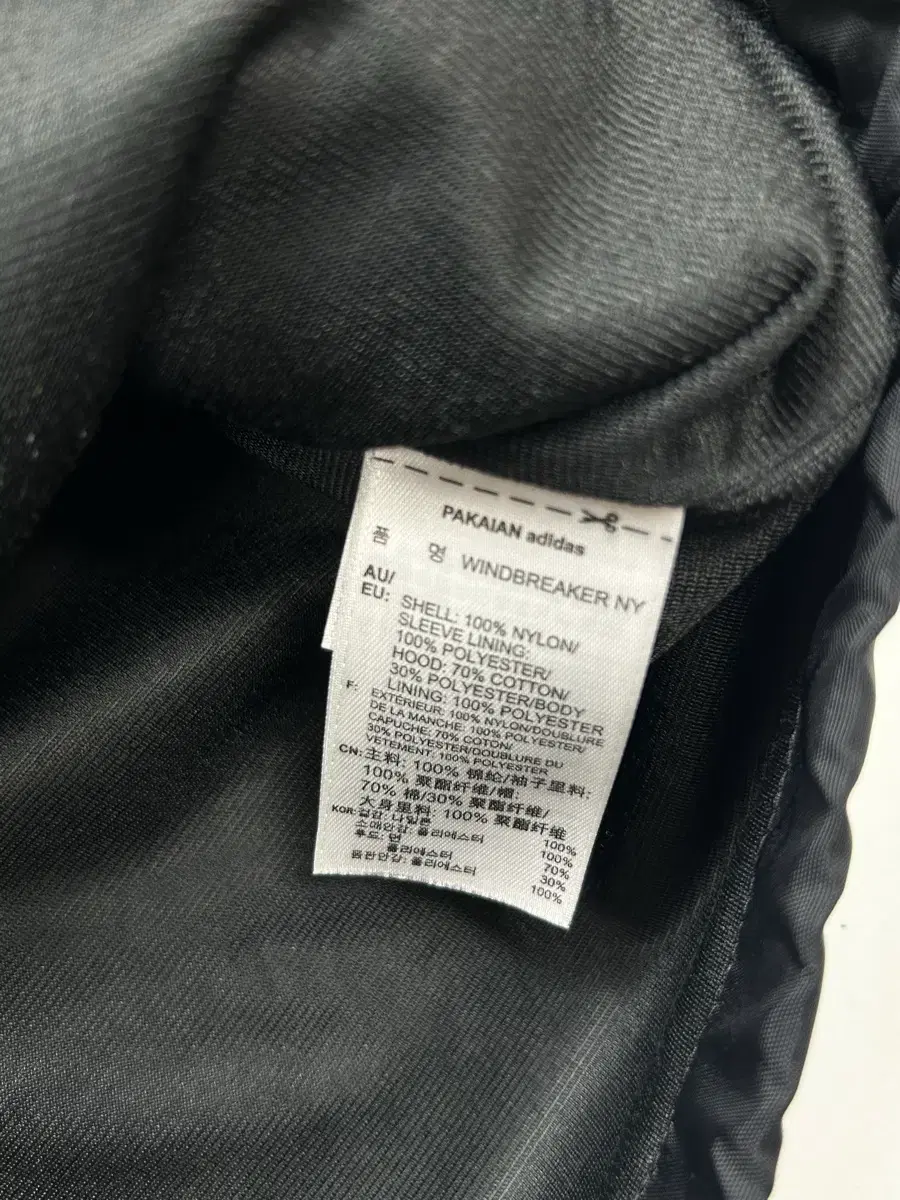 PAKAIAN adidas
품 명 WINDBREAKER NY
AU/
EU: SHELL: 100% NYLON/
SLEEVE LINING:
100% POLYESTER/
HOOD: 70% COTTON/
30% POLYESTER/BODY
LINING: 100% POLYESTER
F: EXTÉRIEUR: 100% NYLON/DOUBLURE
DE LA MANCHE: 100% POLYESTER/
CAPUCHE: 70% COTON/
30% POLYESTER/DOUBLURE DU
VETEMENT: 100% POLYESTER
CN: 主料: 100% 锦纶/袖子里料:
100% 聚酯纤维/帽:
70% 棉/30% 聚酯纤维/
大身里料: 100% 聚酯纤维
KOR: 겉감: 나일론 100%
소매안감: 폴리에스터 100%
후드: 면 70%
폴리에스터 30%
몸판안감: 폴리에스터 100%